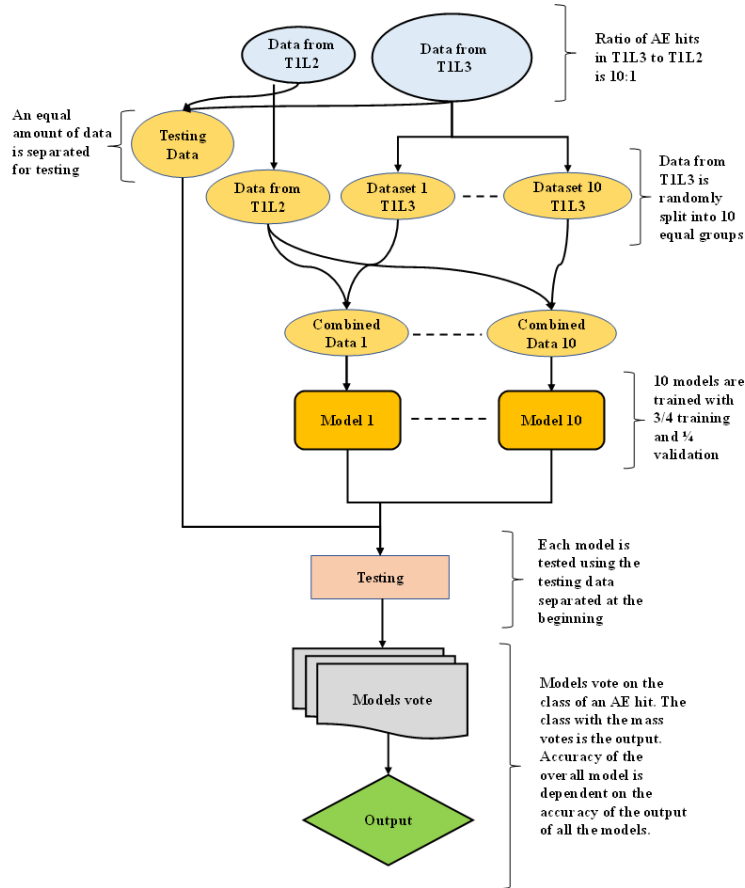 Data from
T1L2
Data from
T1L3
Ratio of AE hits
in T1L3 to T1L2
is 10:1
An equal
amount of data
is separated
for testing
Testing
Data
Data from
T1L2
Dataset 1
T1L3
Dataset 10
T1L3
Data from
T1L3 is
randomly
split into 10
equal groups
Combined
Data 1
Combined
Data 10
Model 1
Model 10
10 models are
trained with
3/4 training
and ¼
validation
Testing
Each model is
tested using the
testing data
separated at the
beginning
Models vote
Models vote on
the class of an
AE hit. The
class with the mass
votes is the output.
Accuracy of the
overall model is
dependent on the
accuracy of the output
of all the models.
Output